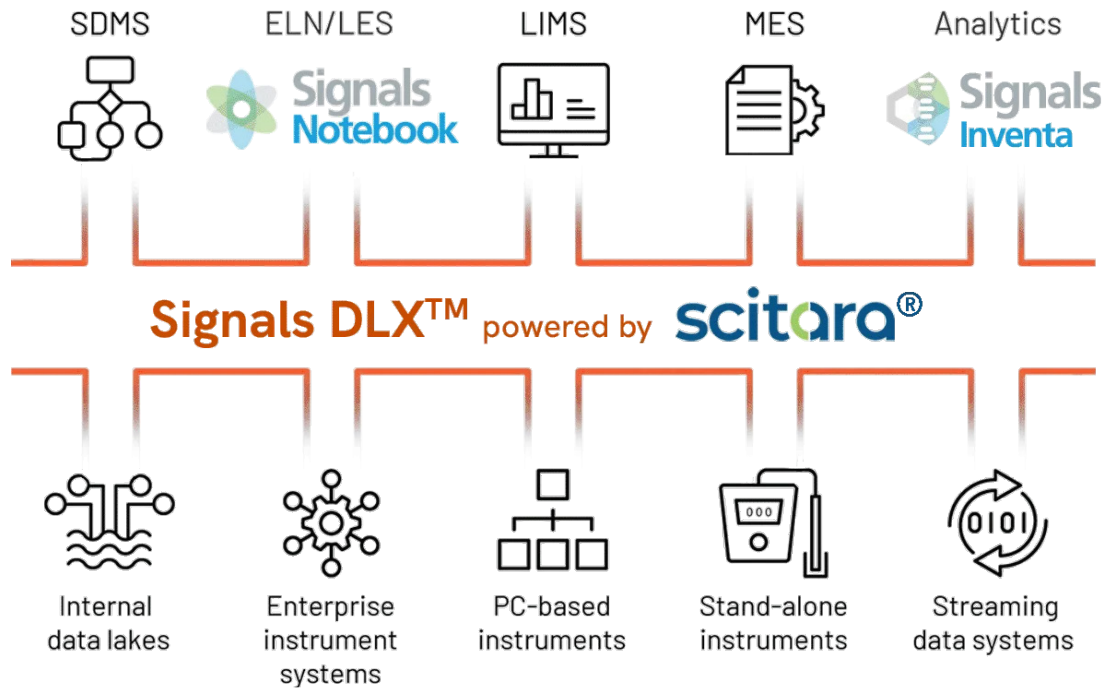 SDMS
ELN/LES
LIMS
MES
Analytics
Signals
Notebook
Signals
Inventa
Signals DLX™ powered by scitara®
000
0101
Internal
data lakes
Enterprise
instrument
systems
PC-based
instruments
Stand-alone
instruments
Streaming
data systems